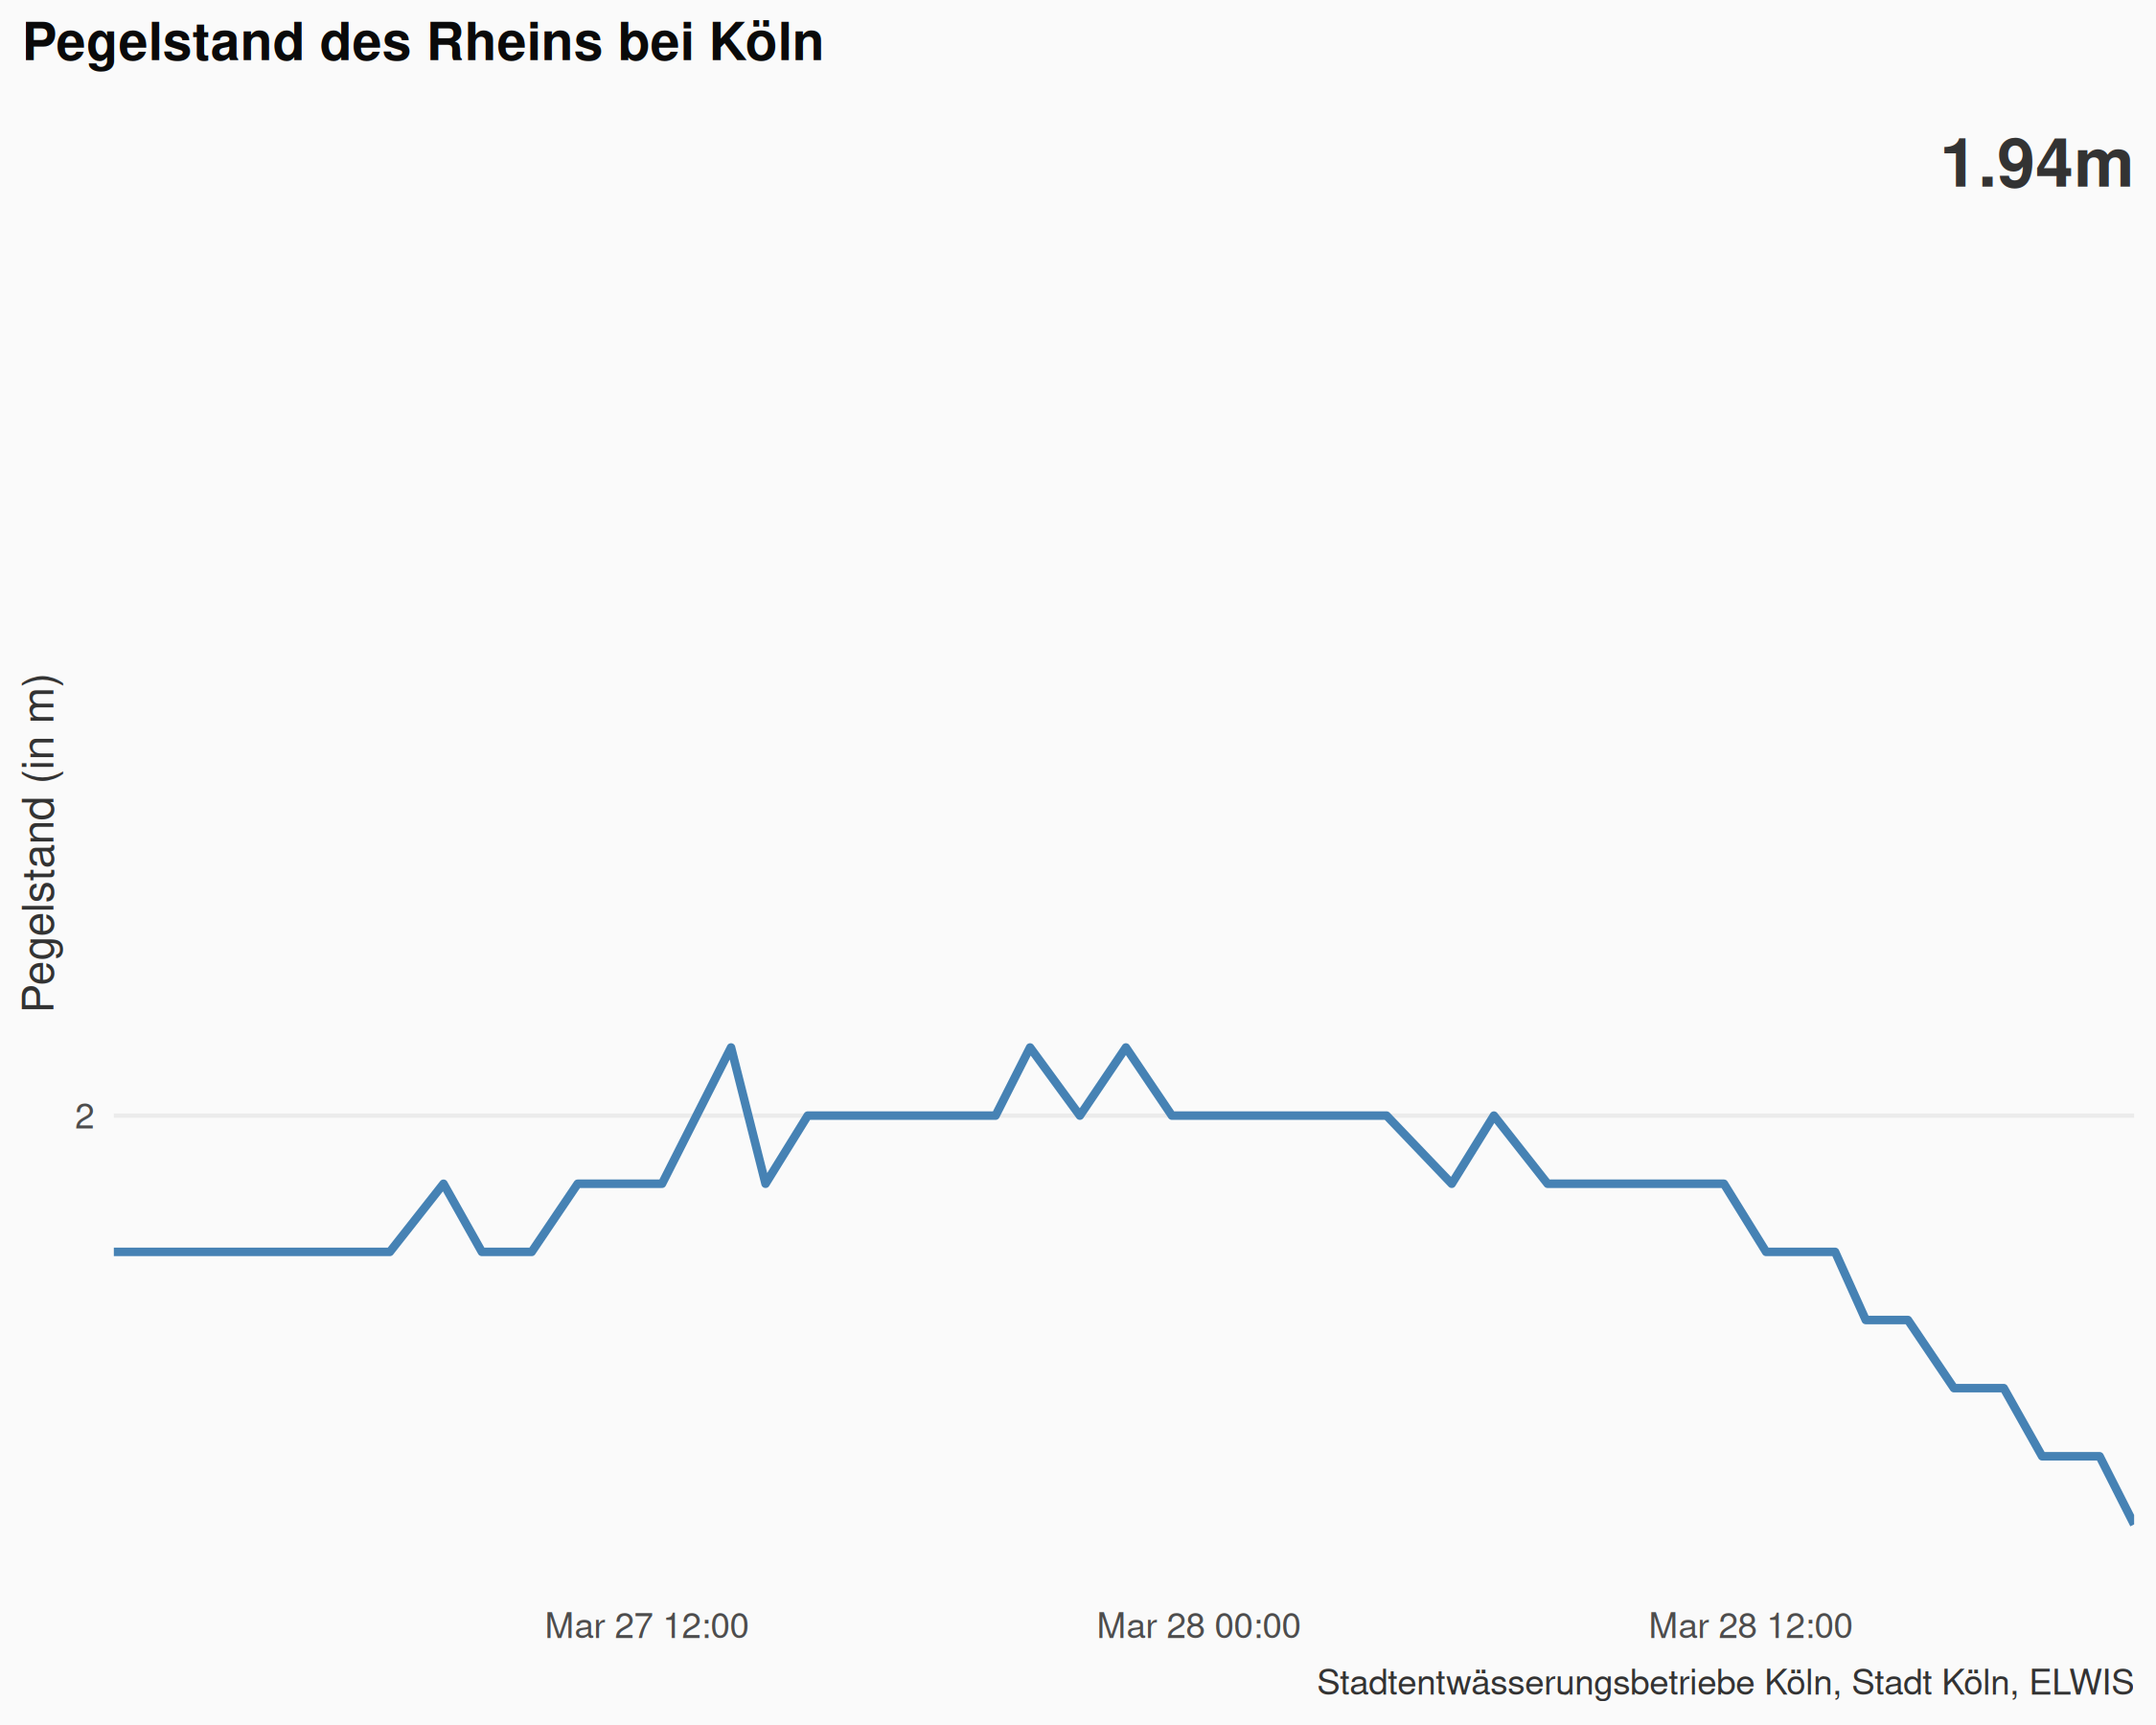 Pegelstand des Rheins bei Köln
1.94m
Pegelstand (in m)
2
Mar 27 12:00
Mar 28 00:00
Mar 28 12:00
Stadtentwässerungsbetriebe Köln, Stadt Köln, ELWIS